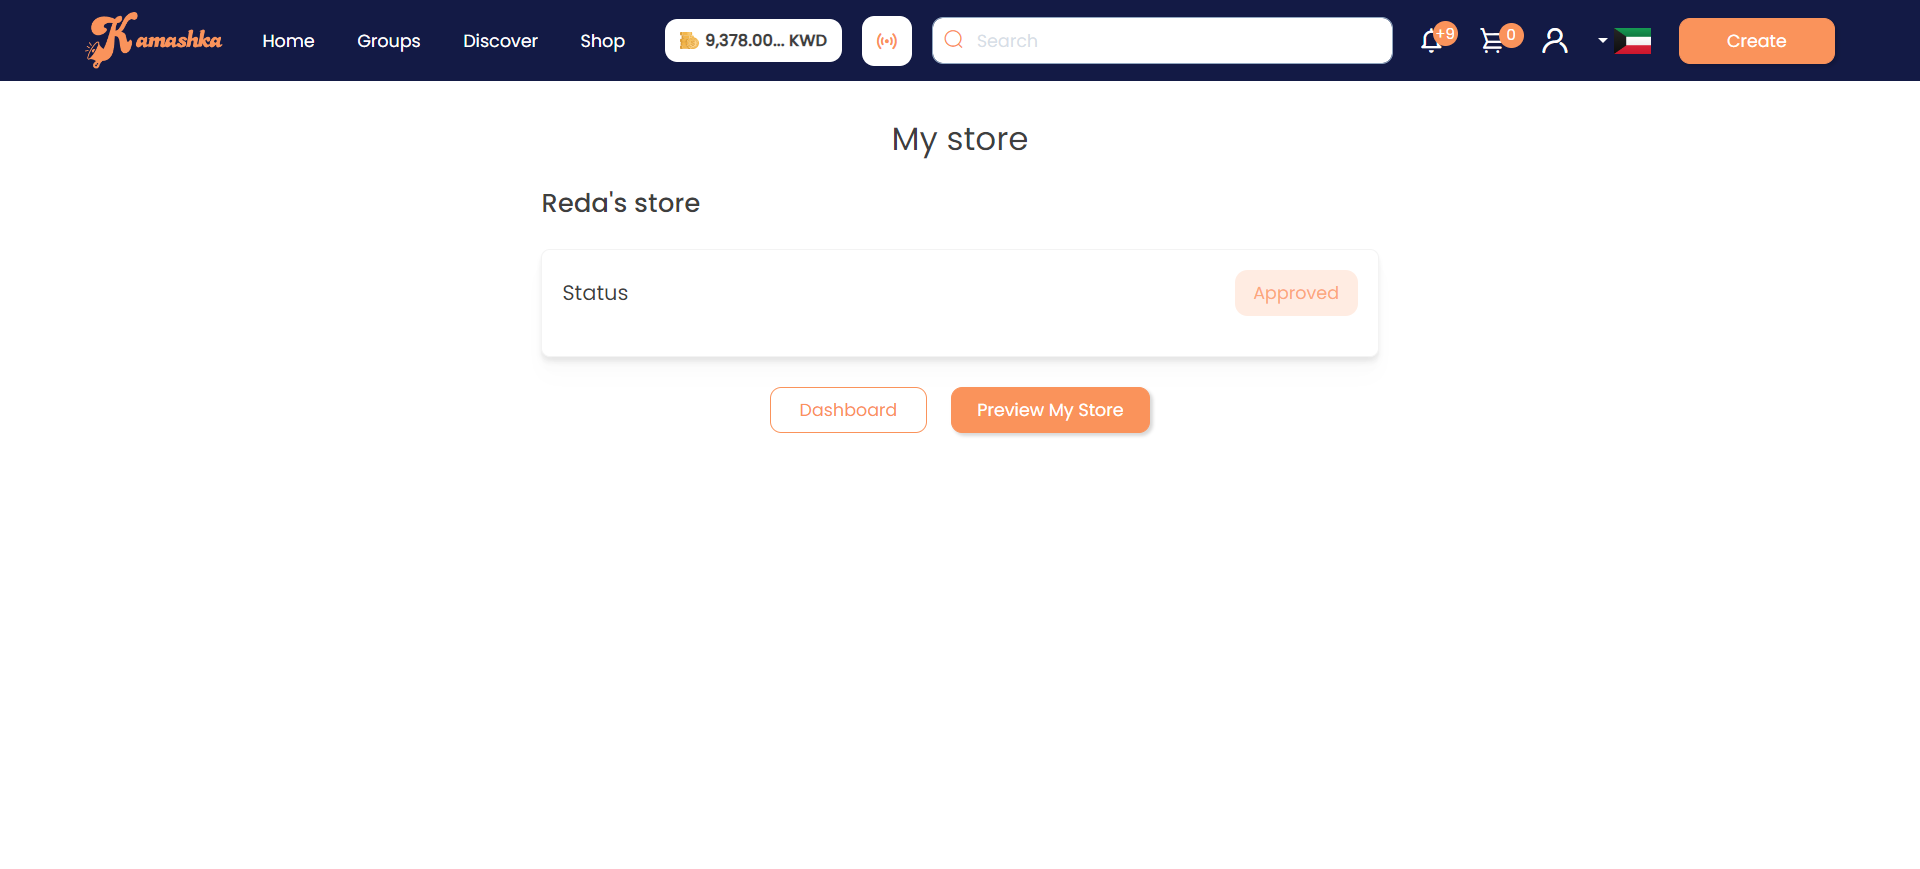 Kamashka
Home Groups Discover Shop 9,378.00... KWD Search +9 0 Create
My store
Reda's store
Status Approved
Dashboard Preview My Store